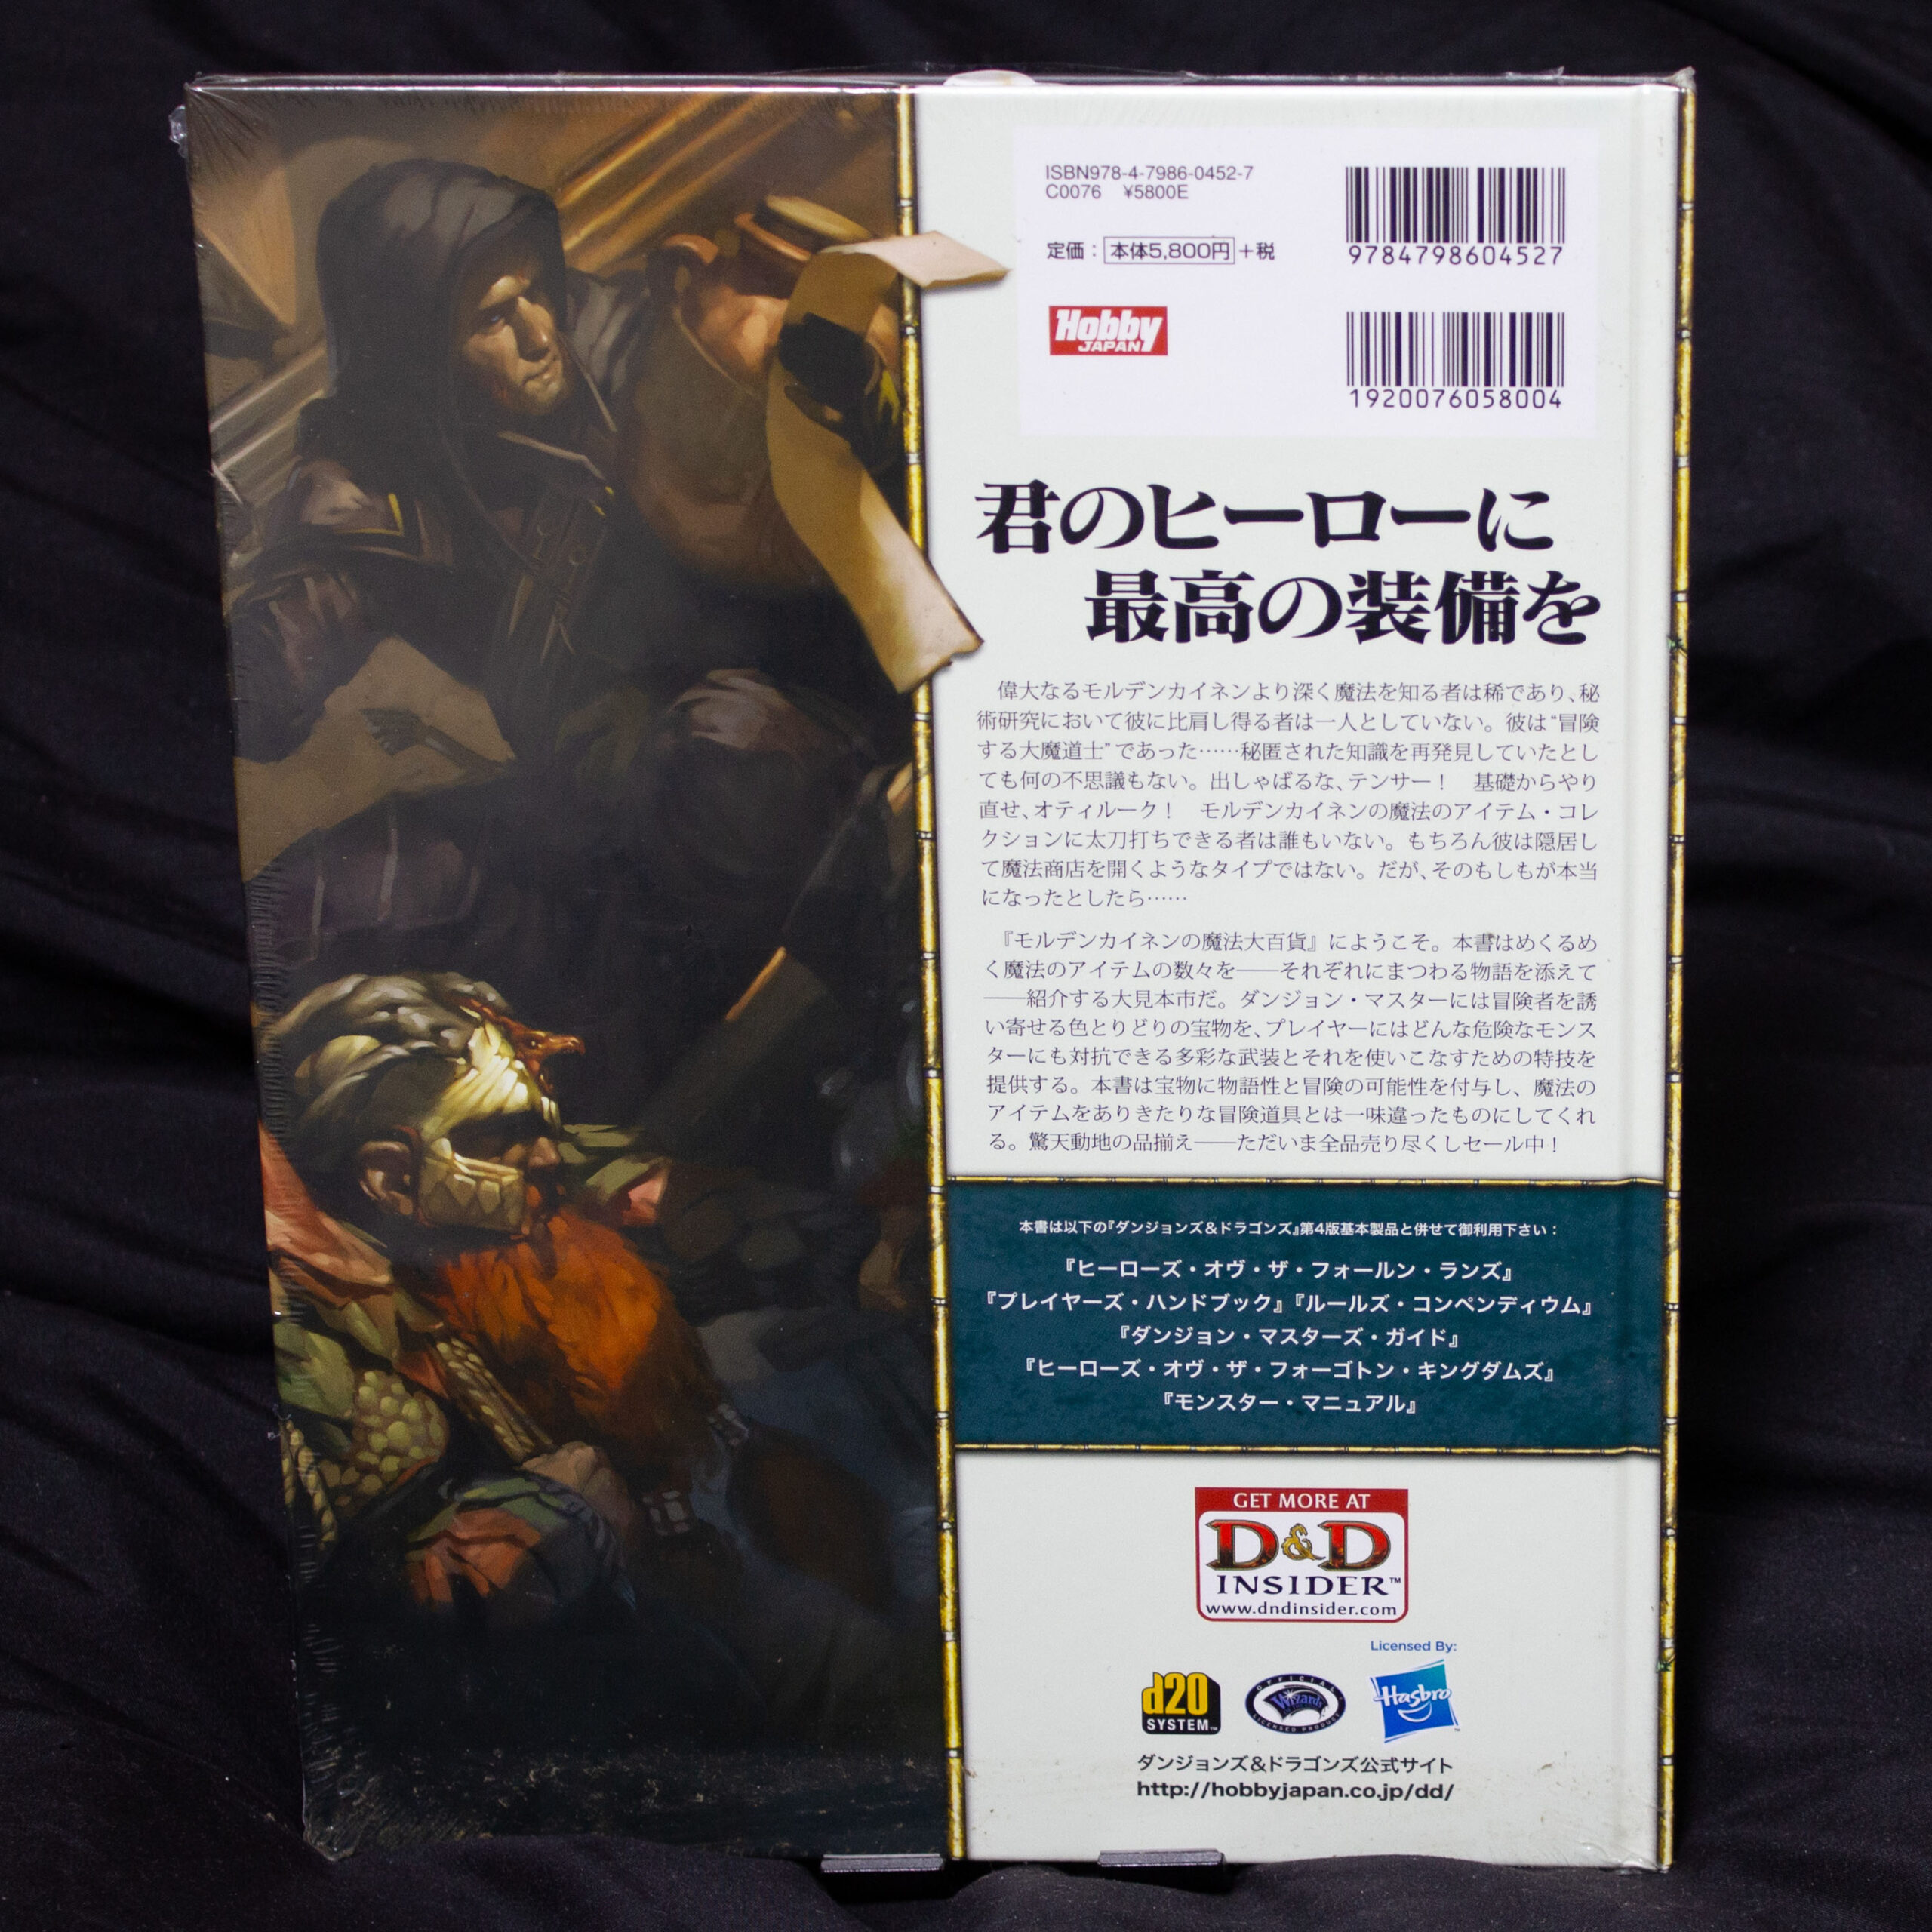 ISBN978-4-7986-0452-7
C0076 ¥5800E
定価：本体5,800円+税
9784798604527
Hobby
JAPAN
1920076058004
君のヒーローに
最高の装備を
偉大なるモルデンカイネンより深く魔法を知る者は稀であり、秘
術研究において彼に比肩し得る者は一人としていない。彼は“冒険
する大魔道士”であった……秘匿された知識を再発見していたとし
ても何の不思議もない。出しゃばるな、テンサー！　基礎からやり
直せ、オティルーク！　モルデンカイネンの魔法のアイテム・コレ
クションに太刀打ちできる者は誰もいない。もちろん彼は隠居し
て魔法商店を開くようなタイプではない。だが、そのもしもが本当
になったとしたら……
『モルデンカイネンの魔法大百貨』にようこそ。本書はめくるめ
く魔法のアイテムの数々を──それぞれにまつわる物語を添えて
──紹介する大見本市だ。ダンジョン・マスターには冒険者を誘
い寄せる色とりどりの宝物を、プレイヤーにはどんな危険なモンス
ターにも対抗できる多彩な武装とそれを使いこなすための特技を
提供する。本書は宝物に物語性と冒険の可能性を付与し、魔法の
アイテムをありきたりな冒険道具とは一味違ったものにしてくれ
る。驚天動地の品揃え──ただいま全品売り尽くしセール中！
本書は以下の『ダンジョンズ＆ドラゴンズ』第4版基本製品と併せて御利用下さい：
『ヒーローズ・オヴ・ザ・フォールン・ランズ』
『プレイヤーズ・ハンドブック』『ルールズ・コンペンディウム』
『ダンジョン・マスターズ・ガイド』
『ヒーローズ・オヴ・ザ・フォーゴトン・キングダムズ』
『モンスター・マニュアル』
GET MORE AT
D&D
INSIDER™
www.dndinsider.com
Licensed By:
d20
SYSTEM™
OFFICIAL
Wizards
LICENSED PRODUCT
Hasbro
ダンジョンズ＆ドラゴンズ公式サイト
http://hobbyjapan.co.jp/dd/